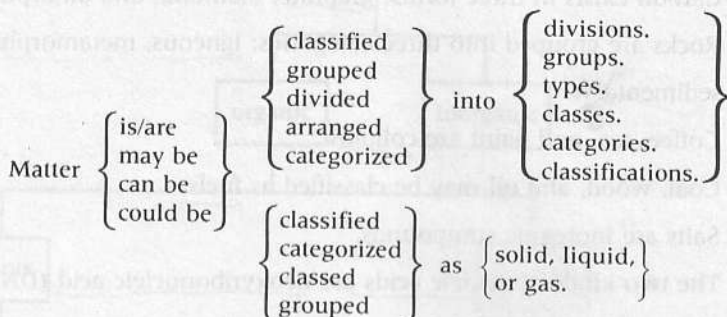 Matter
is/are
may be
can be
could be
classified
grouped
divided
arranged
categorized
into
divisions.
groups.
types.
classes.
categories.
classifications.
classified
categorized
classed
grouped
as
solid, liquid,
or gas.